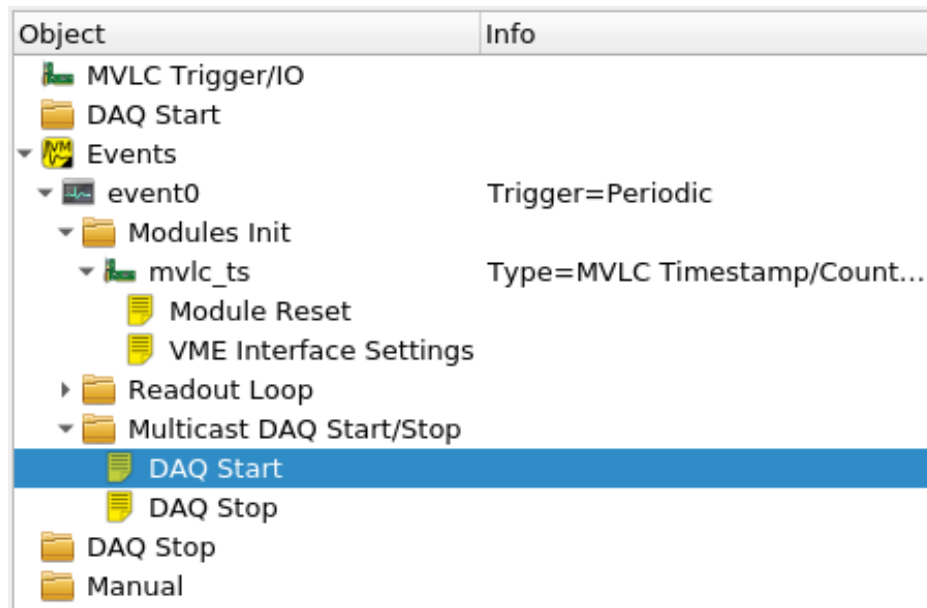 Object Info
MVLC Trigger/IO
DAQ Start
Events
event0 Trigger=Periodic
Modules Init
mvlc_ts Type=MVLC Timestamp/Count...
Module Reset
VME Interface Settings
Readout Loop
Multicast DAQ Start/Stop
DAQ Start
DAQ Stop
DAQ Stop
Manual